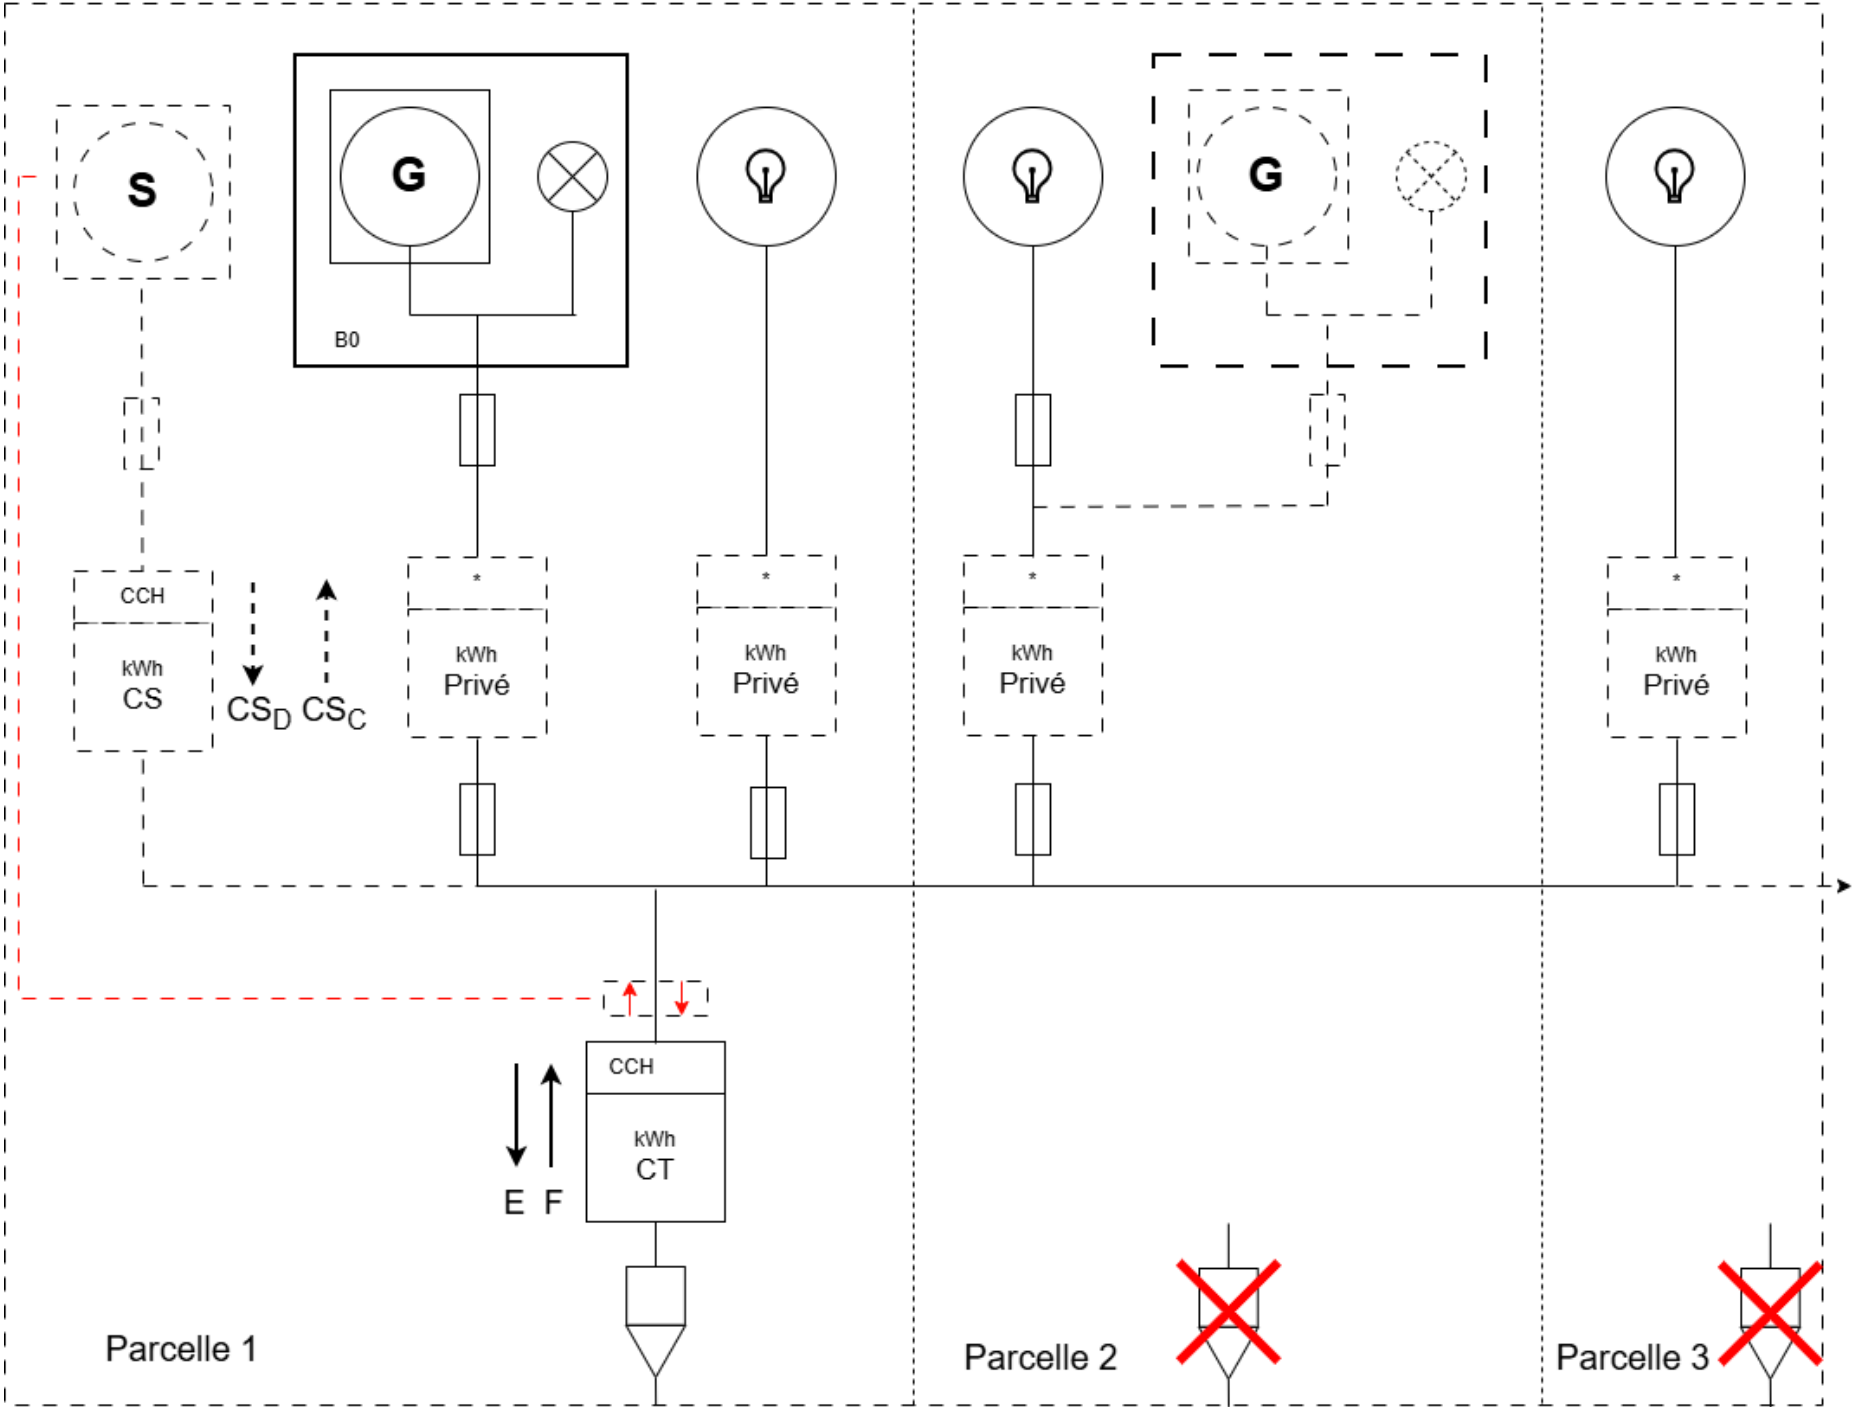 S
G
G
B0
CCH
kWh
CS
CSD
CSC
*
kWh
Privé
*
kWh
Privé
*
kWh
Privé
*
kWh
Privé
CCH
kWh
CT
E
F
Parcelle 1
Parcelle 2
Parcelle 3